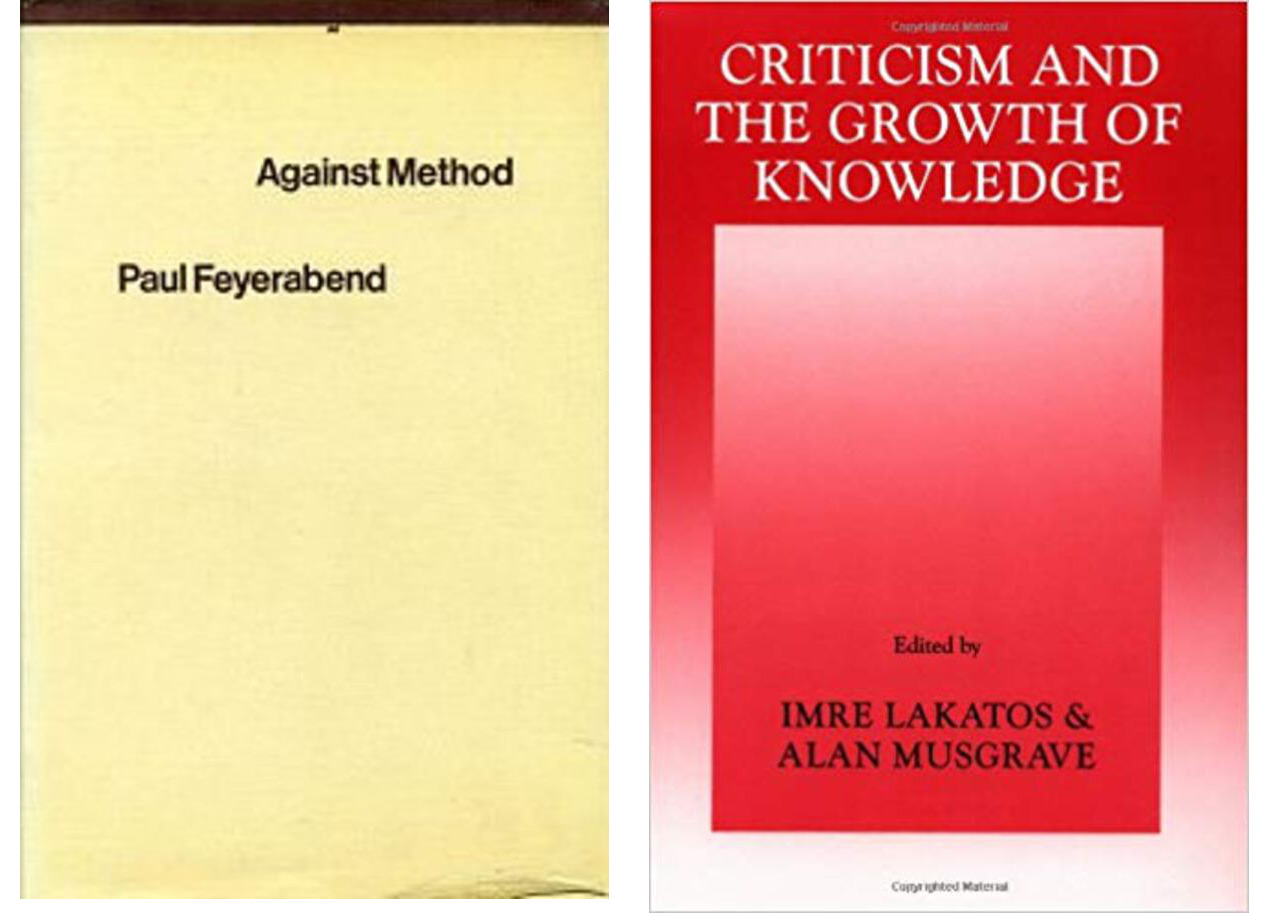 Against Method
Paul Feyerabend
Copyrighted Material
CRITICISM AND
THE GROWTH OF
KNOWLEDGE
Edited by
IMRE LAKATOS &
ALAN MUSGRAVE
Copyrighted Material